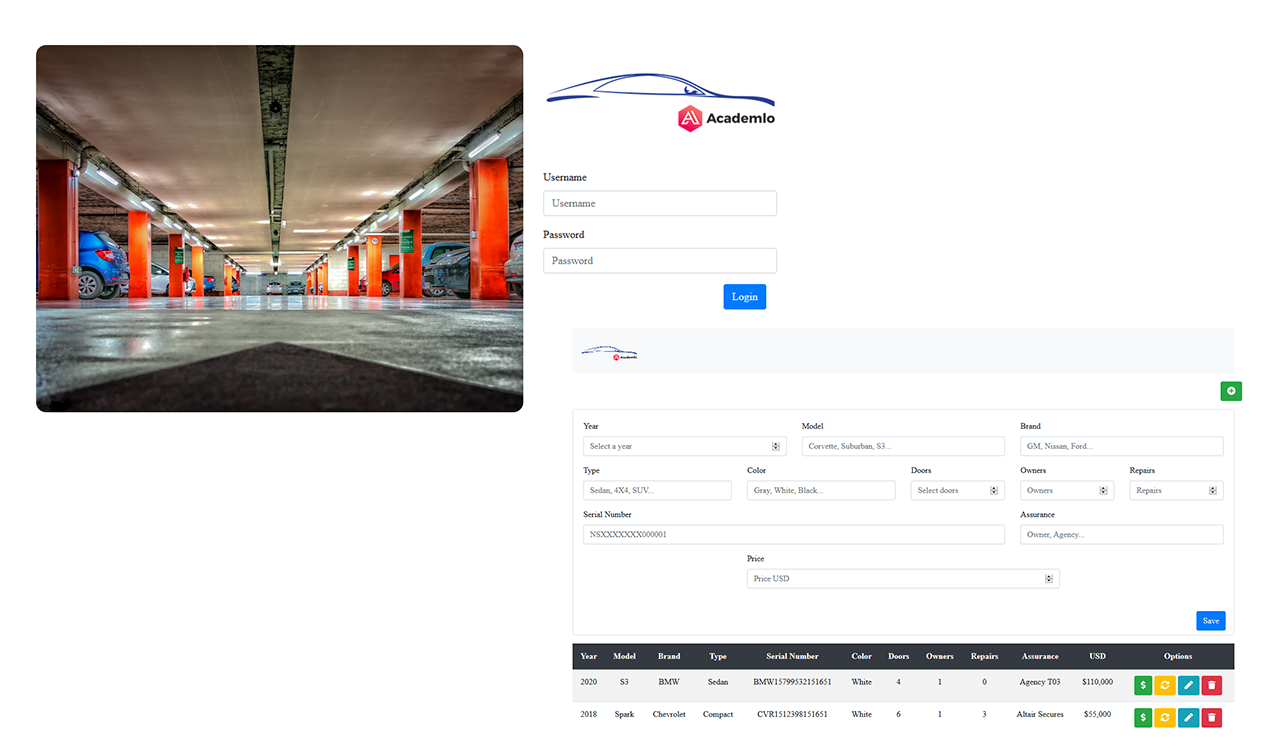 Academlo
Username
Username
Password
Password
Login
Academlo
Year Model Brand
Select a year Corvette, Suburban, S3... GM, Nissan, Ford...
Type Color Doors Owners Repairs
Sedan, 4X4, SUV... Gray, White, Black... Select doors Owners Repairs
Serial Number Assurance
NSXXXXXXX000001 Owner, Agency...
Price
Price USD
Save
Year Model Brand Type Serial Number Color Doors Owners Repairs Assurance USD Options
2020 S3 BMW Sedan BMW15799532151651 White 4 1 0 Agency T03 $110,000 $
2018 Spark Chevrolet Compact CVR1512398151651 White 6 1 3 Altair Secures $55,000 $